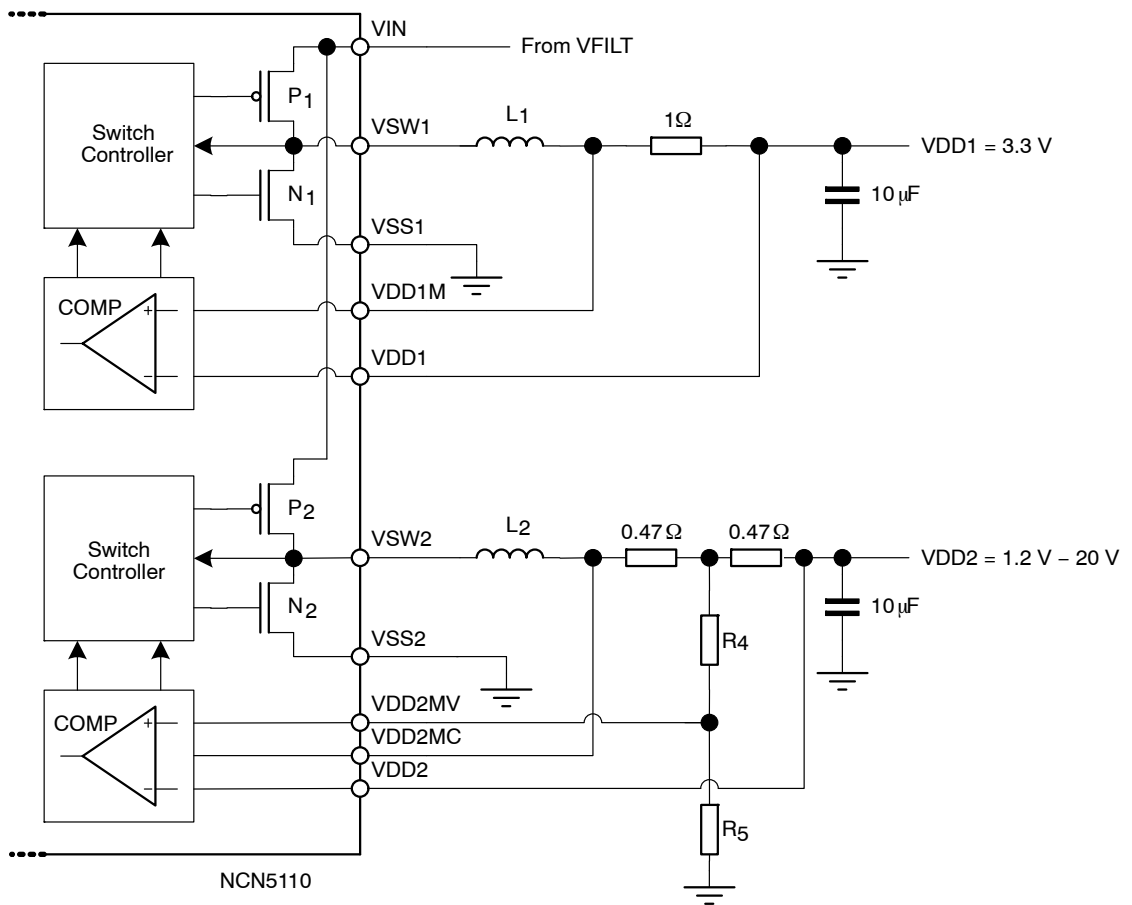 VIN
From VFILT
P1
Switch
Controller
VSW1
L1
1Ω
VDD1 = 3.3 V
N1
10 μF
VSS1
COMP
+
−
VDD1M
VDD1
P2
Switch
Controller
VSW2
L2
0.47 Ω
0.47 Ω
VDD2 = 1.2 V − 20 V
N2
10 μF
VSS2
R4
COMP
+
−
VDD2MV
VDD2MC
VDD2
R5
NCN5110